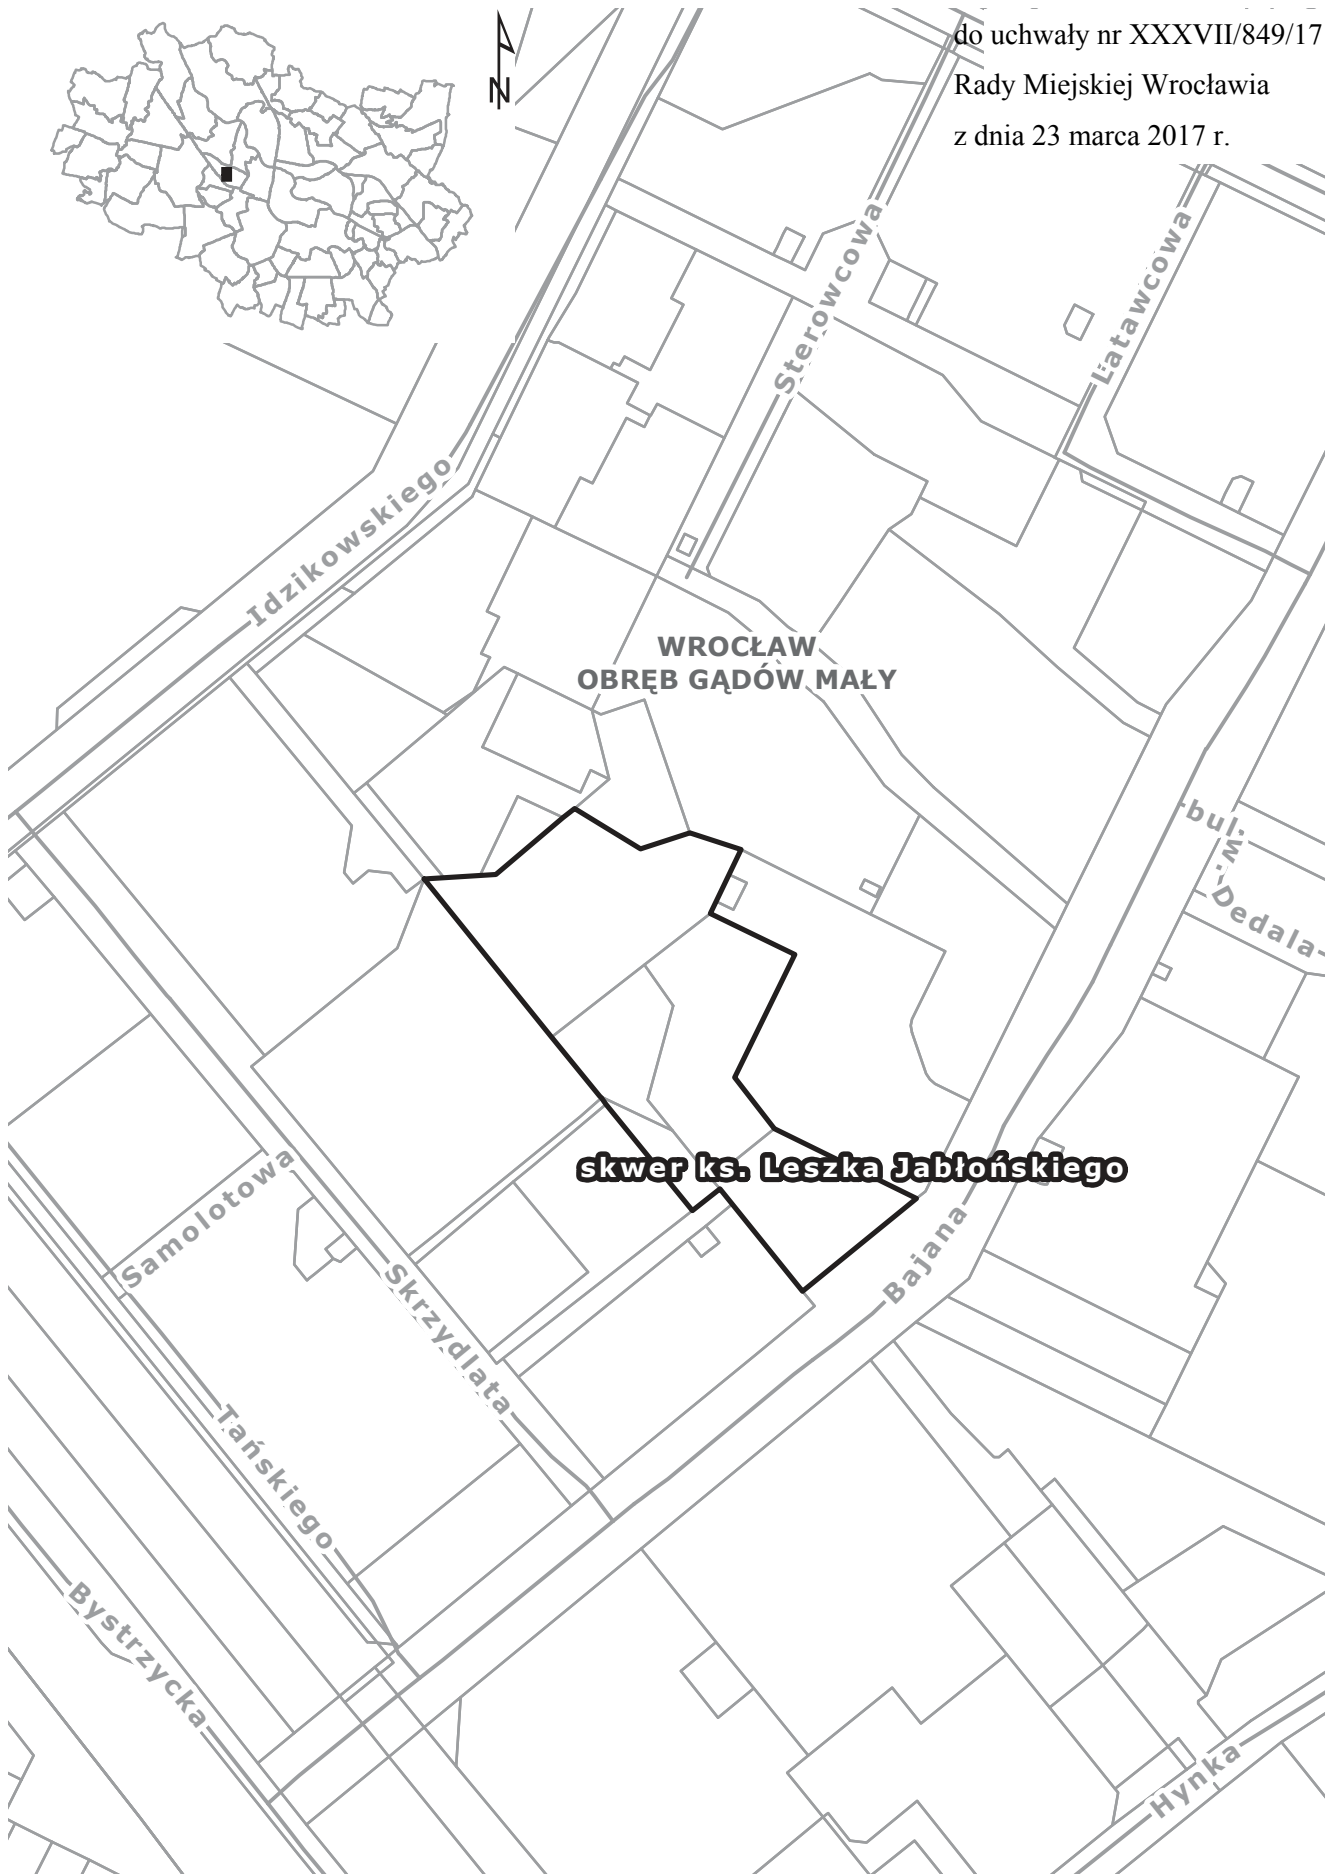 do uchwały nr XXXVII/849/17
Rady Miejskiej Wrocławia
z dnia 23 marca 2017 r.
N
Sterowcowa
Latawcowa
Idzikowskiego
WROCŁAW
OBRĘB GĄDÓW MAŁY
bul.
Dedala
skwer ks. Leszka Jabłońskiego
Samolotowa
Bajana
Skrzydlata
Tańskiego
Bystrzycka
Hynka